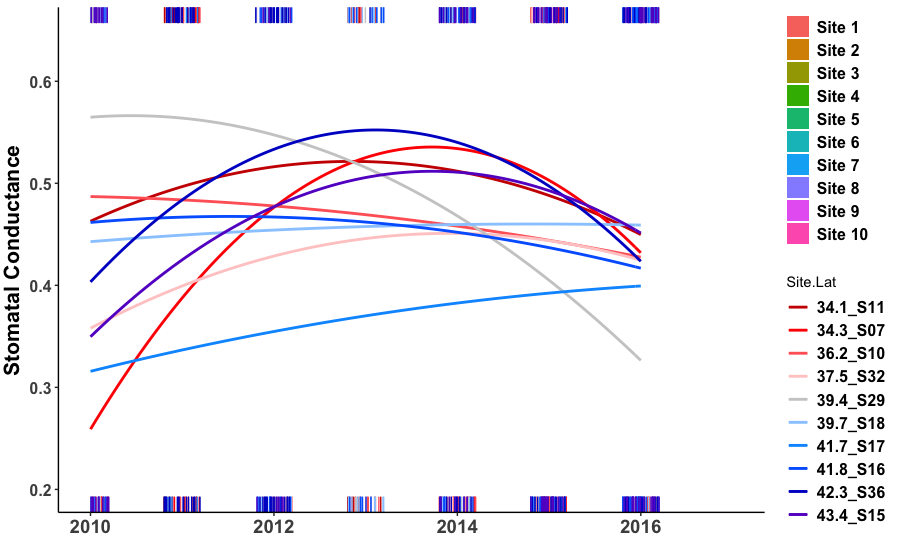 Stomatal Conductance
0.6
0.5
0.4
0.3
0.2
2010
2012
2014
2016
Site 1
Site 2
Site 3
Site 4
Site 5
Site 6
Site 7
Site 8
Site 9
Site 10
Site.Lat
34.1_S11
34.3_S07
36.2_S10
37.5_S32
39.4_S29
39.7_S18
41.7_S17
41.8_S16
42.3_S36
43.4_S15